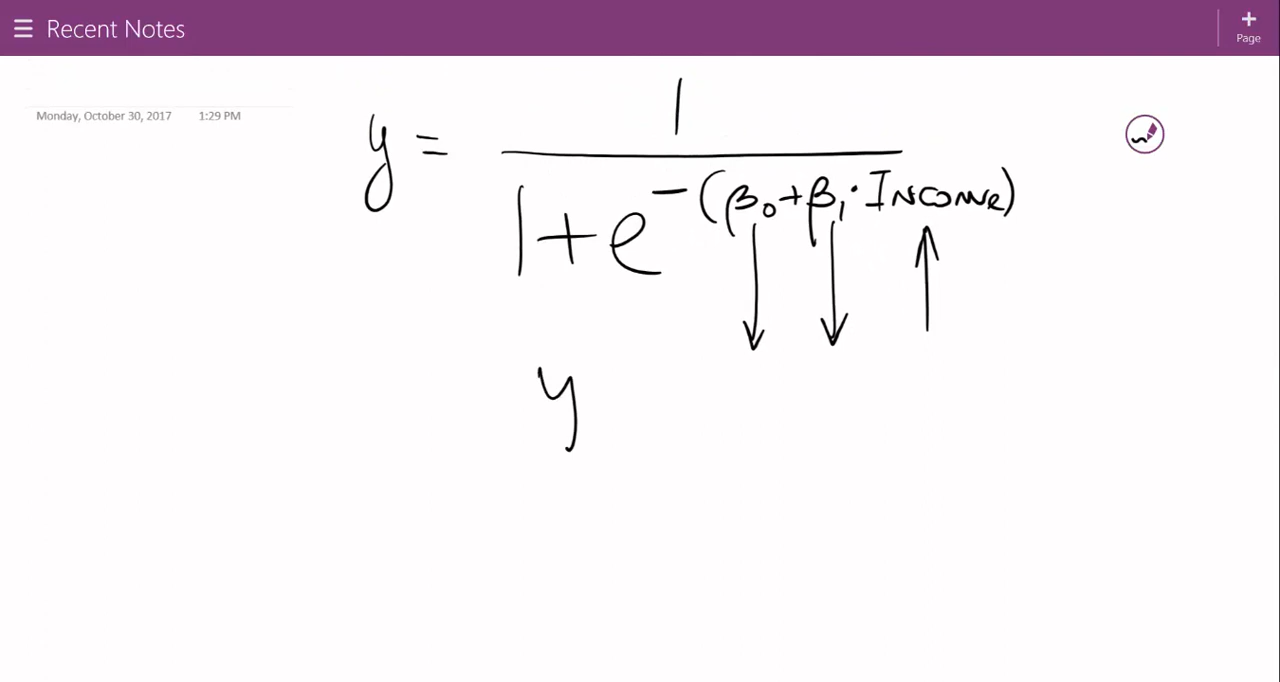 Recent Notes
+
Page
Monday, October 30, 2017 1:29 PM
y = 1
1+e^-(β₀+β₁·Income)
y